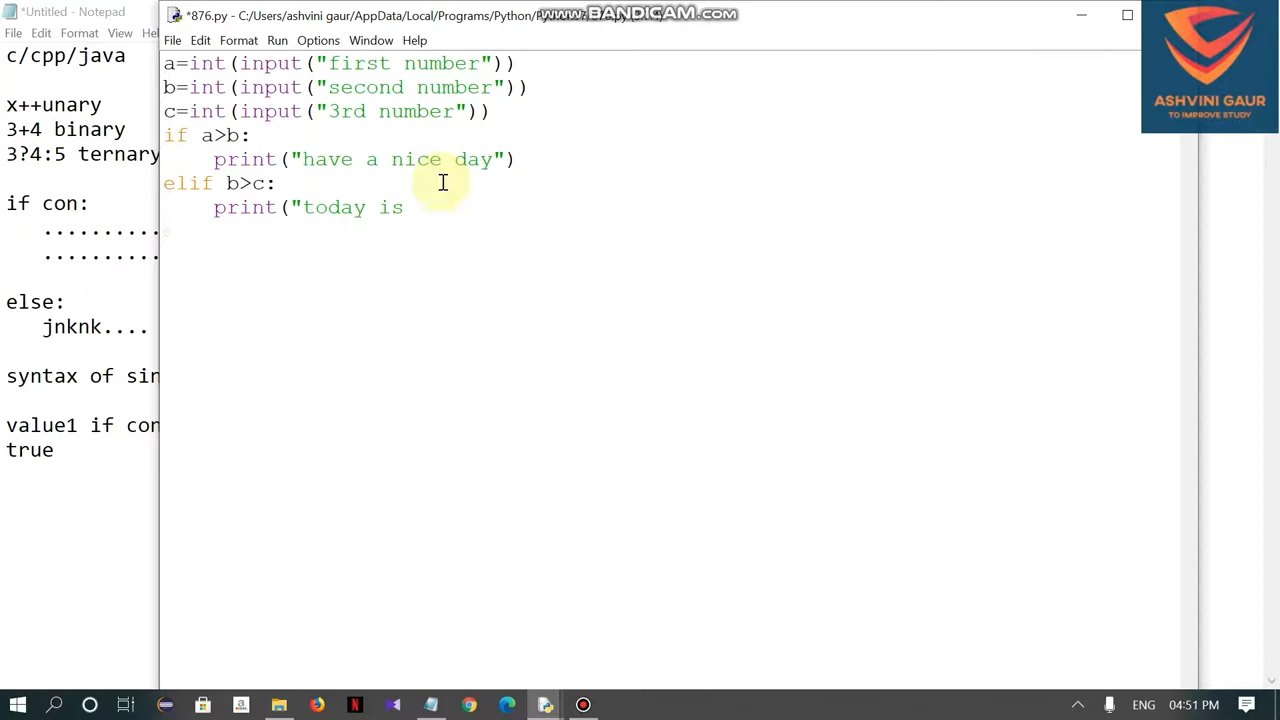 *Untitled - Notepad
File Edit Format View
c/cpp/java
x++unary
3+4 binary
3?4:5 ternary
if con:
..........
..........
else:
jnknk....
syntax of sin
value1 if con
true
*876.py - C:/Users/ashvini gaur/AppData/Local/Programs/Python/
www.BANDICAM.com
File Edit Format Run Options Window Help
a=int(input("first number"))
b=int(input("second number"))
c=int(input("3rd number"))
if a>b:
    print("have a nice day")
elif b>c:
    print("today is
ASHVINI GAUR
TO IMPROVE STUDY
ENG
04:51 PM